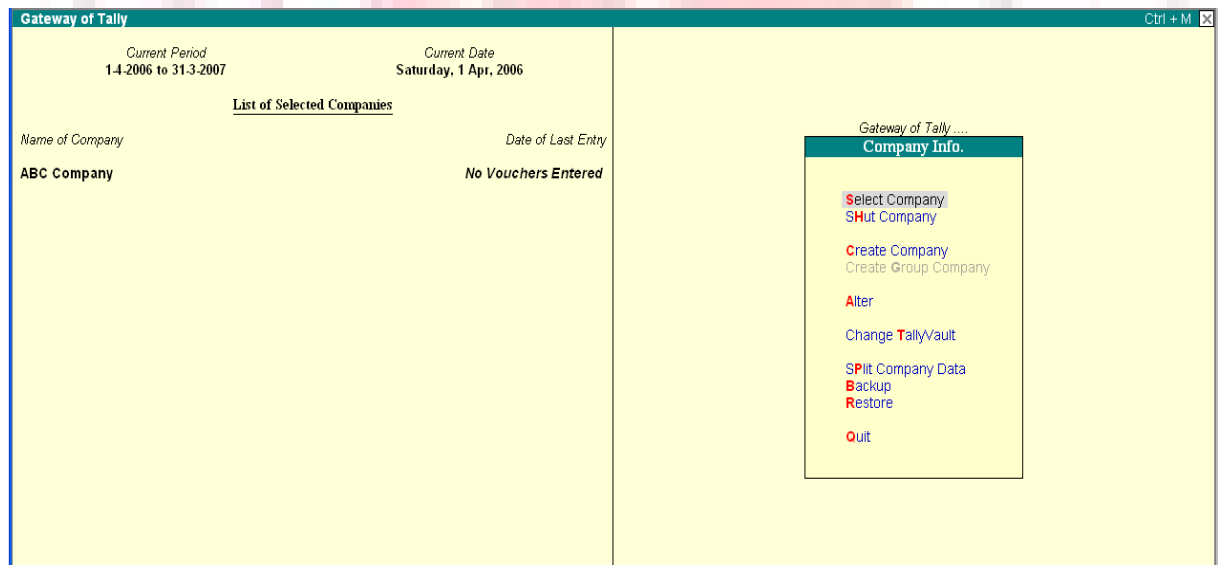 Gateway of Tally Ctrl + M X
Current Period Current Date
1-4-2006 to 31-3-2007 Saturday, 1 Apr, 2006
List of Selected Companies
Name of Company Date of Last Entry
ABC Company No Vouchers Entered
Gateway of Tally ....
Company Info.
Select Company
SHut Company
Create Company
Create Group Company
Alter
Change TallyVault
SPlit Company Data
Backup
Restore
Quit